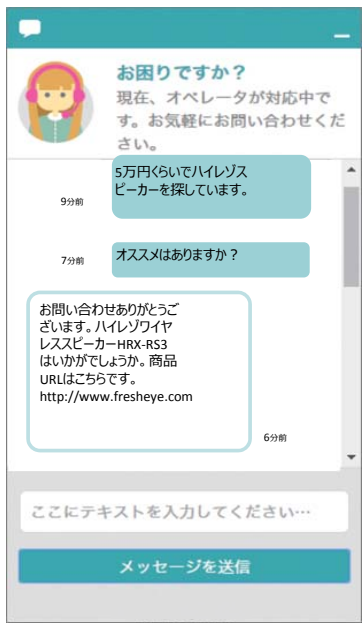 お困りですか？
現在、オペレータが対応中で
す。お気軽にお問い合わせくだ
さい。
5万円くらいでハイレゾス
ピーカーを探しています。
9分前
オススメはありますか？
7分前
お問い合わせありがとうご
ざいます。ハイレゾワイヤ
レススピーカーHRX-RS3
はいかがでしょうか。商品
URLはこちらです。
http://www.fresheye.com
6分前
ここにテキストを入力してください…
メッセージを送信